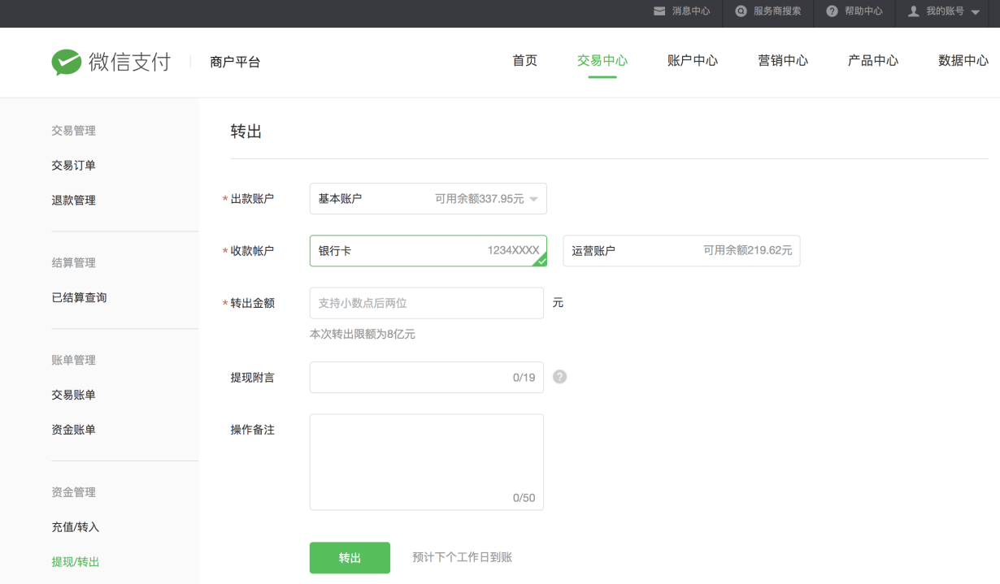 消息中心 服务商搜索 帮助中心 我的账号
微信支付 商户平台 首页 交易中心 账户中心 营销中心 产品中心 数据中心
交易管理
交易订单
退款管理
结算管理
已结算查询
账单管理
交易账单
资金账单
资金管理
充值/转入
提现/转出
转出
*出款账户 基本账户 可用余额337.95元
*收款帐户 银行卡 1234XXXX 运营账户 可用余额219.62元
*转出金额 支持小数点后两位 元
本次转出限额为8亿元
提现附言 0/19 ?
操作备注
0/50
转出 预计下个工作日到账